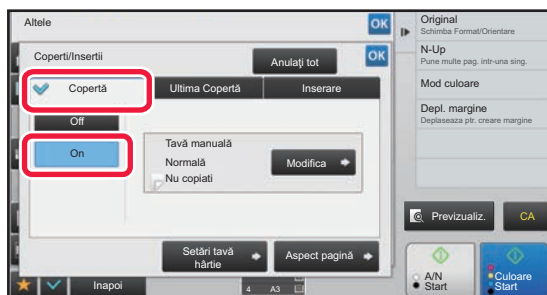 Altele
OK
Coperti/Insertii
Anulați tot
OK
Copertă
Ultima Copertă
Inserare
Off
On
Tavă manuală
Normală
Nu copiati
Modifica
Setări tavă
hârtie
Aspect pagină
Inapoi
4 A3
Original
Schimba Format/Orientare
N-Up
Pune multe pag. intr-una sing.
Mod culoare
Depl. margine
Deplaseaza ptr. creare margine
Previzualiz.
CA
A/N
Start
Culoare
Start